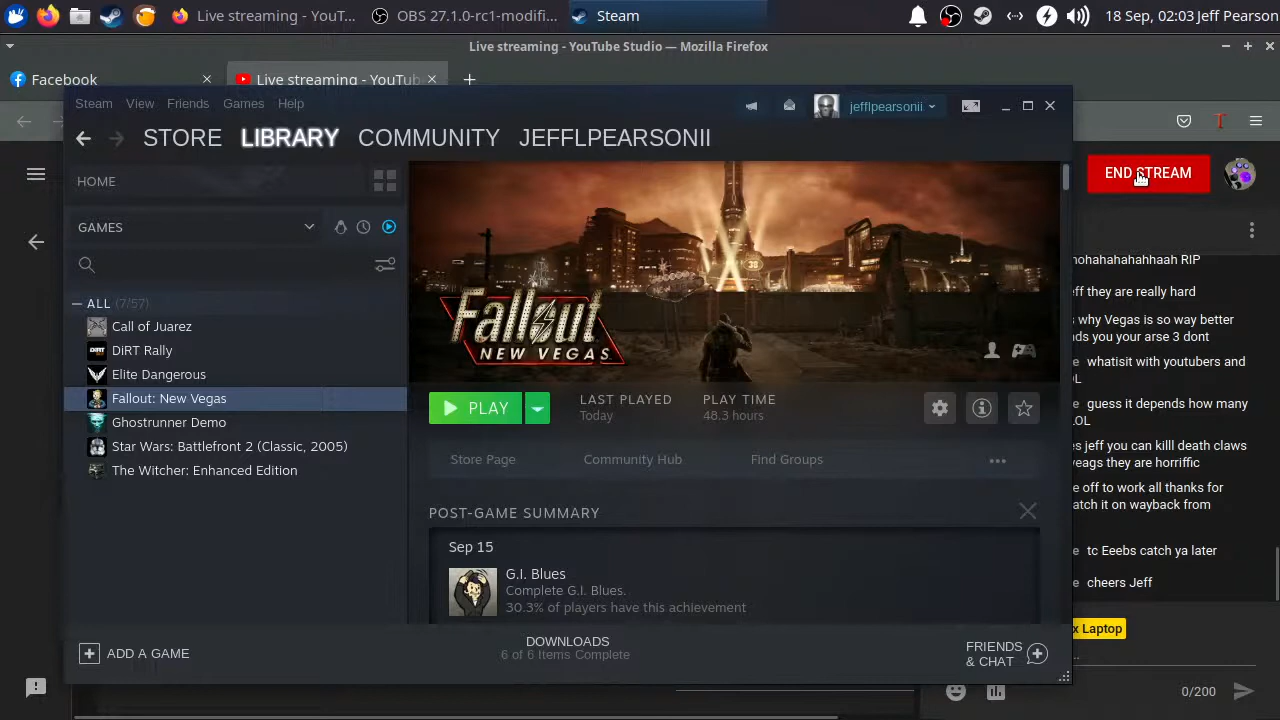 Live streaming - YouT...
OBS 27.1.0-rc1-modifi...
Steam
18 Sep, 02:03 Jeff Pearson
Live streaming - YouTube Studio — Mozilla Firefox
Facebook
Live streaming - YouTube
Steam View Friends Games Help
jefflpearsonii
STORE LIBRARY COMMUNITY JEFFLPEARSONII
END STREAM
HOME
GAMES
ALL (7/57)
Call of Juarez
DiRT Rally
Elite Dangerous
Fallout: New Vegas
Ghostrunner Demo
Star Wars: Battlefront 2 (Classic, 2005)
The Witcher: Enhanced Edition
Fallout
NEW VEGAS
PLAY
LAST PLAYED
Today
PLAY TIME
48.3 hours
Store Page Community Hub Find Groups
POST-GAME SUMMARY
Sep 15
G.I. Blues
Complete G.I. Blues.
30.3% of players have this achievement
ADD A GAME
DOWNLOADS
6 of 6 Items Complete
FRIENDS
& CHAT
nohahahahahhaah RIP
eff they are really hard
s why Vegas is so way better
nds you your arse 3 dont
e whatisit with youtubers and
OL
e guess it depends how many
OL
es jeff you can killl death claws
veags they are horriffic
e off to work all thanks for
atch it on wayback from
e tc Eeebs catch ya later
e cheers Jeff
x Laptop
0/200